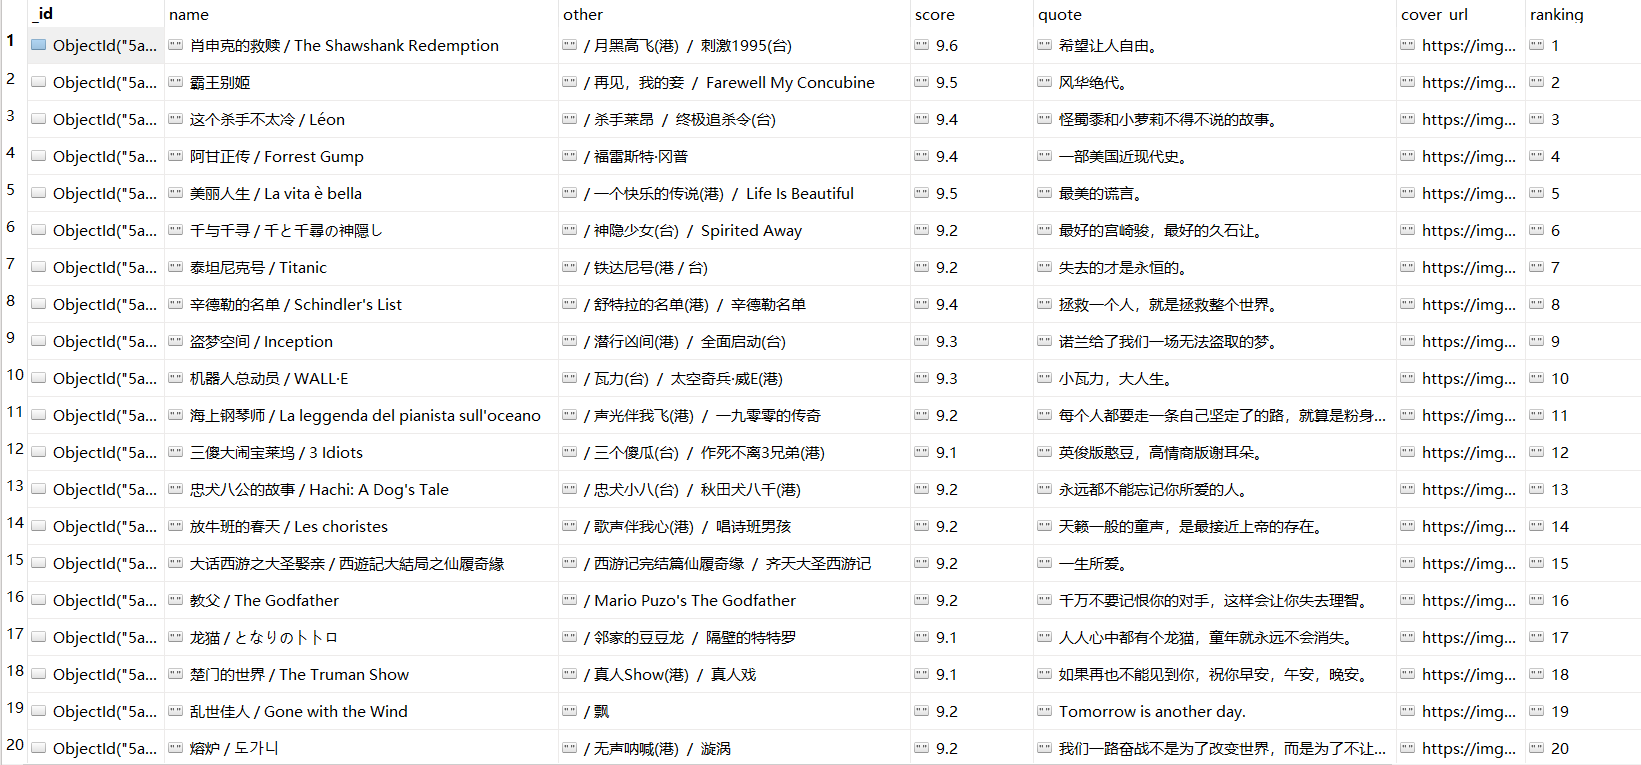 _id name other score quote cover_url ranking
1 ObjectId("5a... "" 肖申克的救赎 / The Shawshank Redemption "" / 月黑高飞(港) / 刺激1995(台) "" 9.6 "" 希望让人自由。 "" https://img... "" 1
2 ObjectId("5a... "" 霸王别姬 "" / 再见，我的妾 / Farewell My Concubine "" 9.5 "" 风华绝代。 "" https://img... "" 2
3 ObjectId("5a... "" 这个杀手不太冷 / Léon "" / 杀手莱昂 / 终极追杀令(台) "" 9.4 "" 怪蜀黍和小萝莉不得不说的故事。 "" https://img... "" 3
4 ObjectId("5a... "" 阿甘正传 / Forrest Gump "" / 福雷斯特·冈普 "" 9.4 "" 一部美国近现代史。 "" https://img... "" 4
5 ObjectId("5a... "" 美丽人生 / La vita è bella "" / 一个快乐的传说(港) / Life Is Beautiful "" 9.5 "" 最美的谎言。 "" https://img... "" 5
6 ObjectId("5a... "" 千与千寻 / 千と千尋の神隠し "" / 神隐少女(台) / Spirited Away "" 9.2 "" 最好的宫崎骏，最好的久石让。 "" https://img... "" 6
7 ObjectId("5a... "" 泰坦尼克号 / Titanic "" / 铁达尼号(港 / 台) "" 9.2 "" 失去的才是永恒的。 "" https://img... "" 7
8 ObjectId("5a... "" 辛德勒的名单 / Schindler's List "" / 舒特拉的名单(港) / 辛德勒名单 "" 9.4 "" 拯救一个人，就是拯救整个世界。 "" https://img... "" 8
9 ObjectId("5a... "" 盗梦空间 / Inception "" / 潜行凶间(港) / 全面启动(台) "" 9.3 "" 诺兰给了我们一场无法盗取的梦。 "" https://img... "" 9
10 ObjectId("5a... "" 机器人总动员 / WALL·E "" / 瓦力(台) / 太空奇兵·威E(港) "" 9.3 "" 小瓦力，大人生。 "" https://img... "" 10
11 ObjectId("5a... "" 海上钢琴师 / La leggenda del pianista sull'oceano "" / 声光伴我飞(港) / 一九零零的传奇 "" 9.2 "" 每个人都要走一条自己坚定了的路，就算是粉身... "" https://img... "" 11
12 ObjectId("5a... "" 三傻大闹宝莱坞 / 3 Idiots "" / 三个傻瓜(台) / 作死不离3兄弟(港) "" 9.1 "" 英俊版憨豆，高情商版谢耳朵。 "" https://img... "" 12
13 ObjectId("5a... "" 忠犬八公的故事 / Hachi: A Dog's Tale "" / 忠犬小八(台) / 秋田犬八千(港) "" 9.2 "" 永远都不能忘记你所爱的人。 "" https://img... "" 13
14 ObjectId("5a... "" 放牛班的春天 / Les choristes "" / 歌声伴我心(港) / 唱诗班男孩 "" 9.2 "" 天籁一般的童声，是最接近上帝的存在。 "" https://img... "" 14
15 ObjectId("5a... "" 大话西游之大圣娶亲 / 西遊記大結局之仙履奇緣 "" / 西游记完结篇仙履奇缘 / 齐天大圣西游记 "" 9.2 "" 一生所爱。 "" https://img... "" 15
16 ObjectId("5a... "" 教父 / The Godfather "" / Mario Puzo's The Godfather "" 9.2 "" 千万不要记恨你的对手，这样会让你失去理智。 "" https://img... "" 16
17 ObjectId("5a... "" 龙猫 / となりのトトロ "" / 邻家的豆豆龙 / 隔壁的特特罗 "" 9.1 "" 人人心中都有个龙猫，童年就永远不会消失。 "" https://img... "" 17
18 ObjectId("5a... "" 楚门的世界 / The Truman Show "" / 真人Show(港) / 真人戏 "" 9.1 "" 如果再也不能见到你，祝你早安，午安，晚安。 "" https://img... "" 18
19 ObjectId("5a... "" 乱世佳人 / Gone with the Wind "" / 飘 "" 9.2 "" Tomorrow is another day. "" https://img... "" 19
20 ObjectId("5a... "" 熔炉 / 도가니 "" / 无声呐喊(港) / 漩涡 "" 9.2 "" 我们一路奋战不是为了改变世界，而是为了不让... "" https://img... "" 20